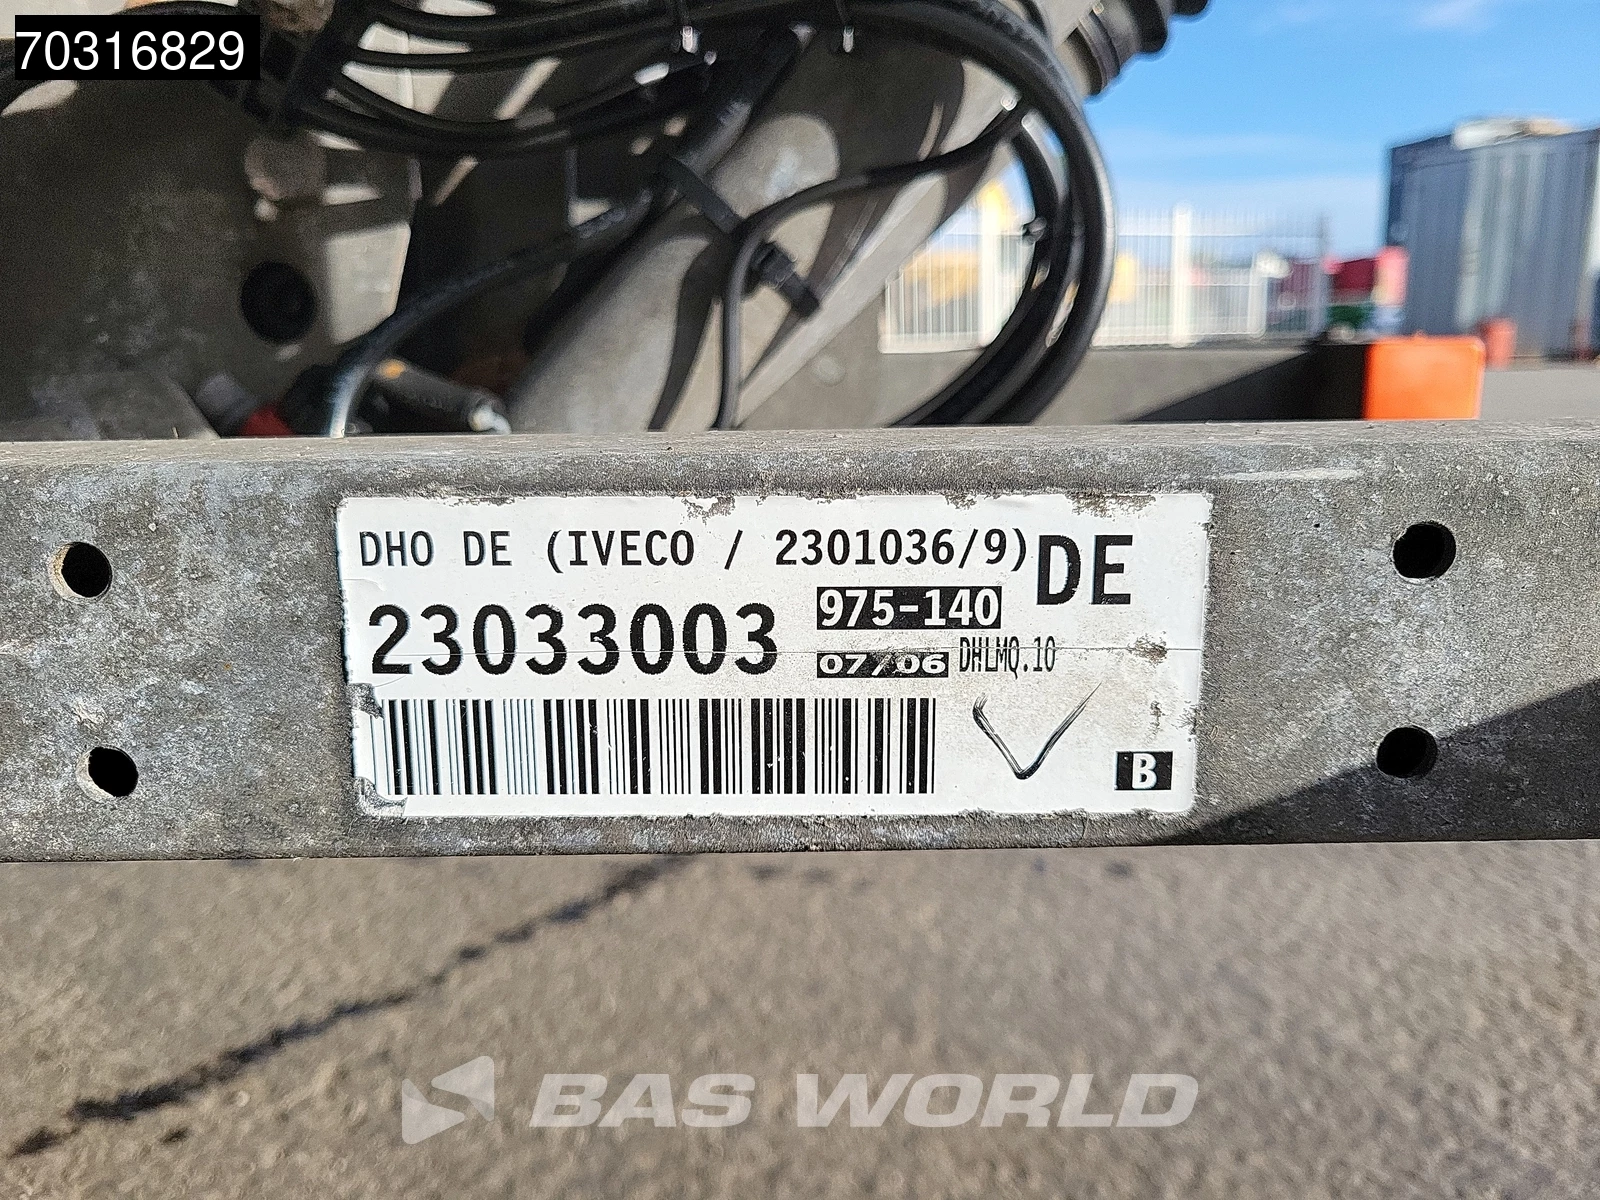 70316829
DHO DE (IVECO / 2301036/9) DE
23033003 975-140
07/06 DHLMQ.10
B
BAS WORLD